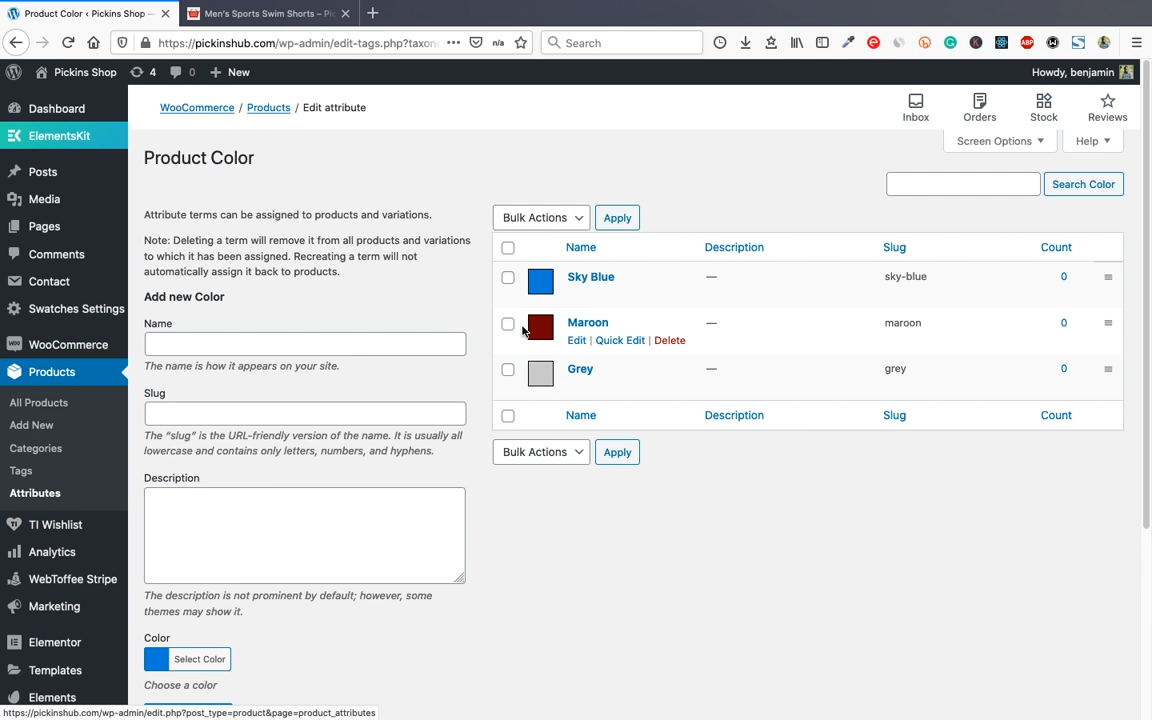 Product Color ‹ Pickins Shop —
Men's Sports Swim Shorts – Pic
https://pickinshub.com/wp-admin/edit-tags.php?taxon
n/a
Search
ABP
Pickins Shop
4
0
New
Howdy, benjamin
Dashboard
ElementsKit
Posts
Media
Pages
Comments
Contact
Swatches Settings
WooCommerce
Products
All Products
Add New
Categories
Tags
Attributes
TI Wishlist
Analytics
WebToffee Stripe
Marketing
Elementor
Templates
Elements
WooCommerce / Products / Edit attribute
Inbox
Orders
Stock
Reviews
Screen Options
Help
Product Color
Search Color
Attribute terms can be assigned to products and variations.
Note: Deleting a term will remove it from all products and variations
to which it has been assigned. Recreating a term will not
automatically assign it back to products.
Add new Color
Name
The name is how it appears on your site.
Slug
The “slug” is the URL-friendly version of the name. It is usually all
lowercase and contains only letters, numbers, and hyphens.
Description
The description is not prominent by default; however, some
themes may show it.
Color
Select Color
Choose a color
Bulk Actions
Apply
Name Description Slug Count
Sky Blue — sky-blue 0
Maroon — maroon 0
Edit | Quick Edit | Delete
Grey — grey 0
Name Description Slug Count
Bulk Actions
Apply
https://pickinshub.com/wp-admin/edit.php?post_type=product&page=product_attributes